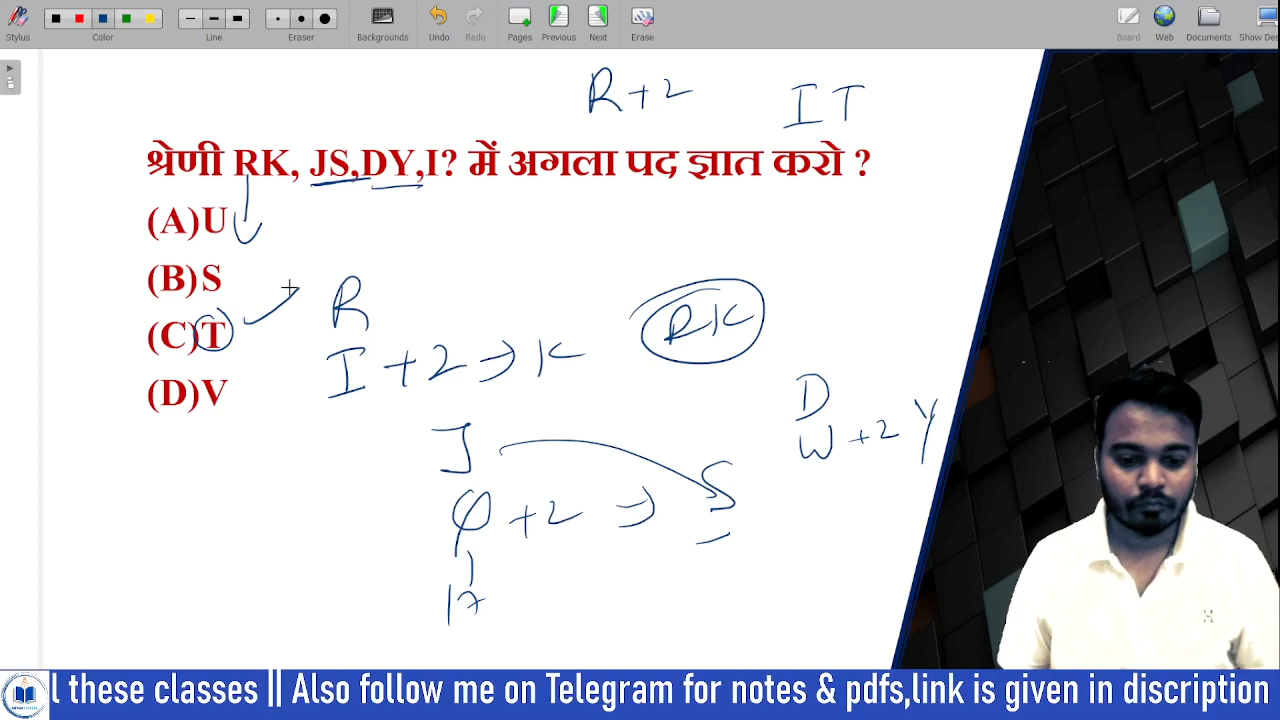 Stylus Color Line Eraser Backgrounds Undo Redo Pages Previous Next Erase Board Web Documents Show Des
R+2 IT
श्रेणी RK, JS,DY,I? में अगला पद ज्ञात करो ?
(A)U
(B)S
(C)T
(D)V
R
I+2⇒K
RK
J
Q+2⇒S
17
D
W+2 Y
l these classes || Also follow me on Telegram for notes & pdfs,link is given in discription